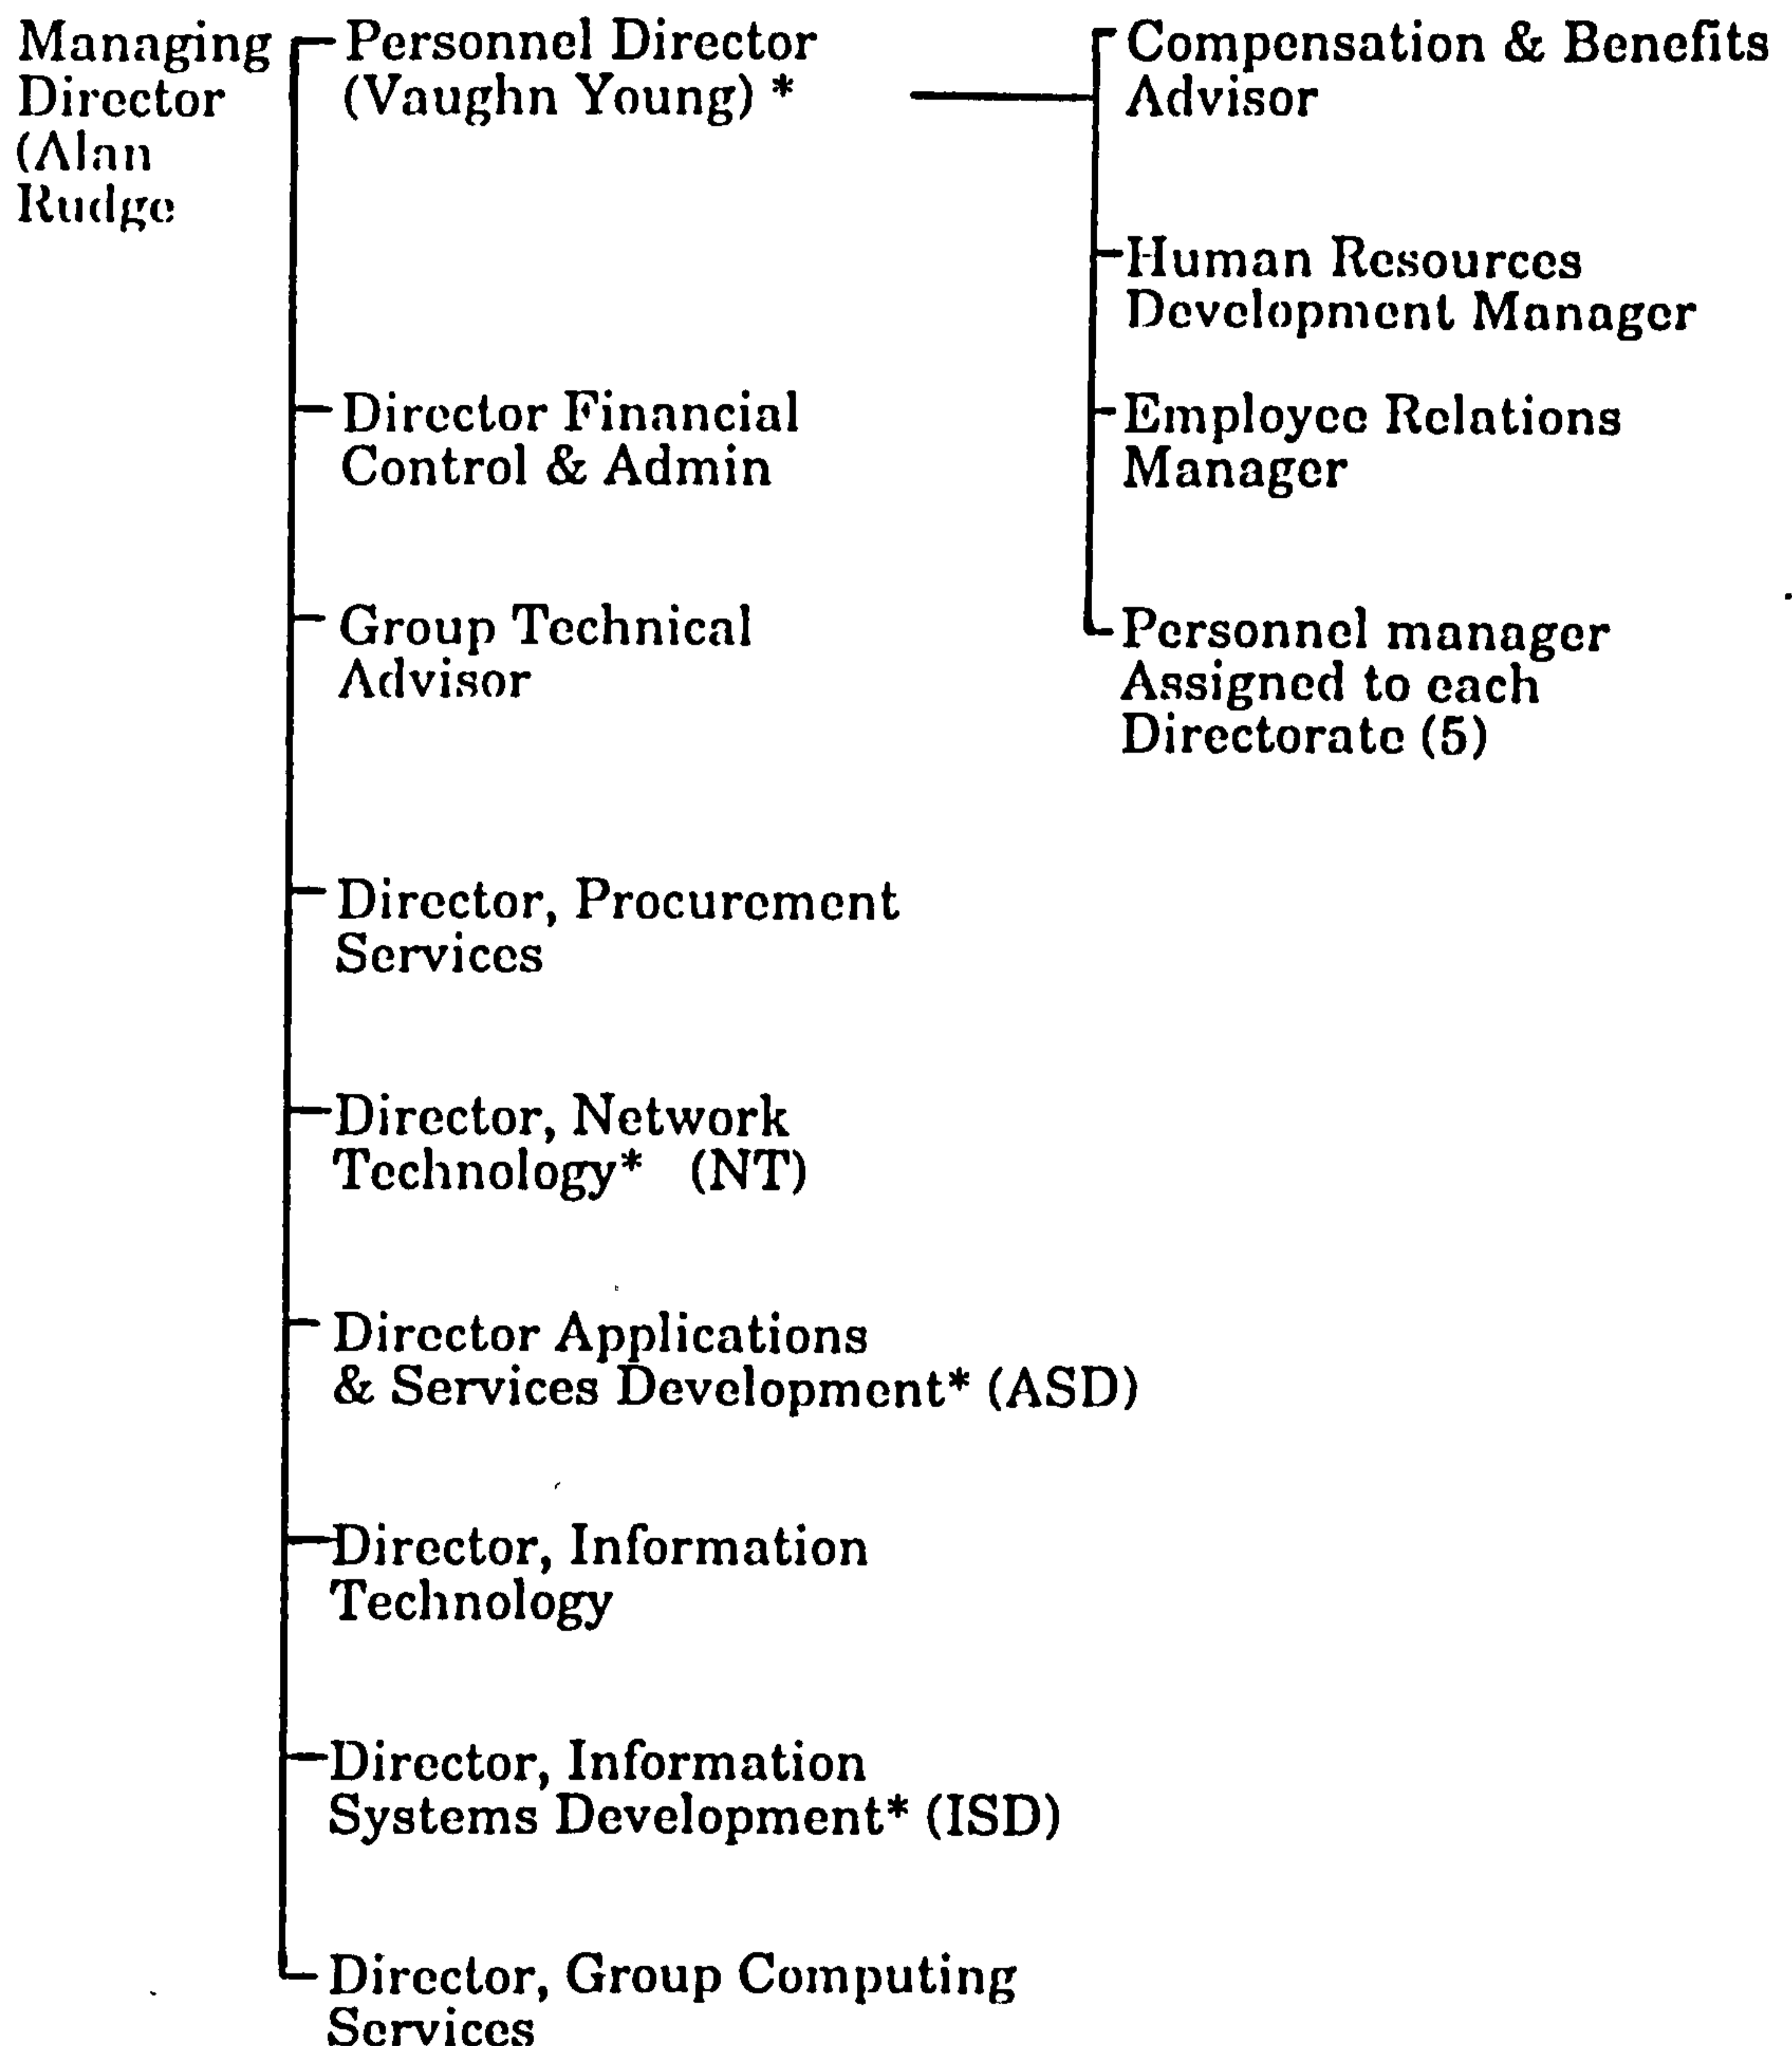 Managing
Director
(Alan
Rudge
Personnel Director
(Vaughn Young) *
Director Financial
Control & Admin
Group Technical
Advisor
Director, Procurement
Services
Director, Network
Technology* (NT)
Director Applications
& Services Development* (ASD)
Director, Information
Technology
Director, Information
Systems Development* (ISD)
Director, Group Computing
Services
Compensation & Benefits
Advisor
Human Resources
Development Manager
Employee Relations
Manager
Personnel manager
Assigned to each
Directorate (5)